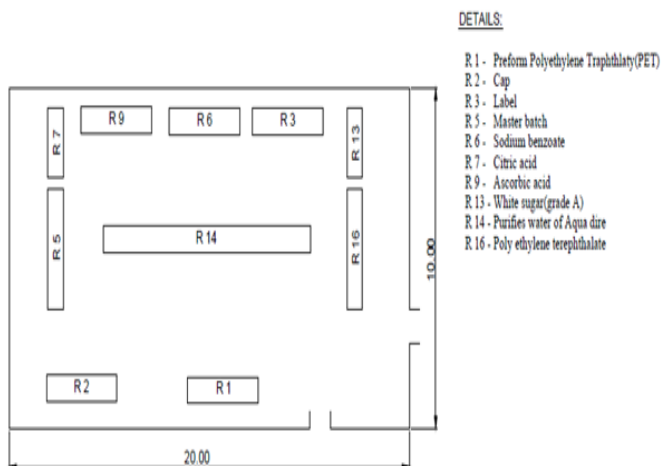 DETAILS:
R 1 - Preform Polyethylene Traphthlaty(PET)
R 2 - Cap
R 3 - Label
R 5 - Master batch
R 6 - Sodium benzoate
R 7 - Citric acid
R 9 - Ascorbic acid
R 13 - White sugar(grade A)
R 14 - Purifies water of Aqua dire
R 16 - Poly ethylene terephthalate
R 7
R 9
R 6
R 3
R 13
R 5
R 14
R 16
10.00
R 2
R 1
20.00